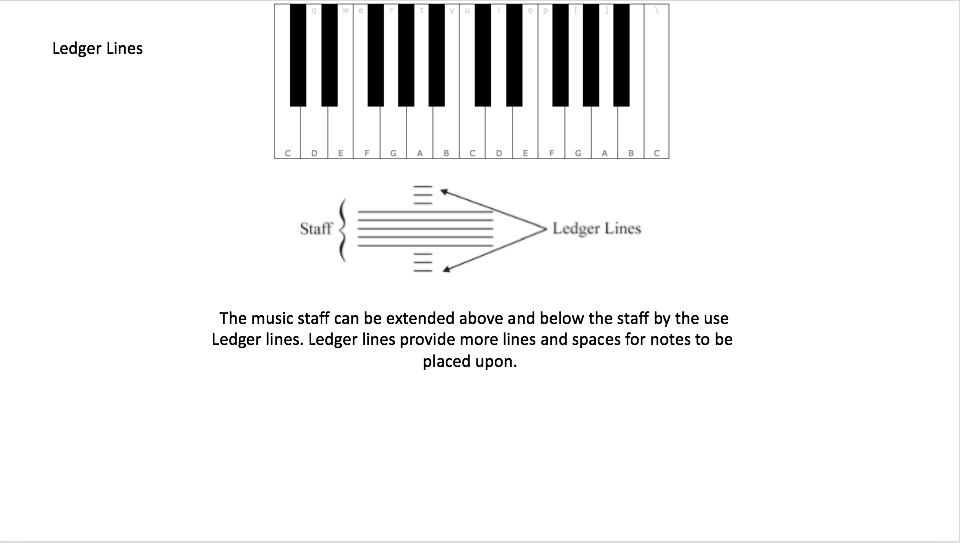 q w e r t y u i o p [ ] \
Ledger Lines
C D E F G A B C D E F G A B C
Staff
Ledger Lines
The music staff can be extended above and below the staff by the use
Ledger lines. Ledger lines provide more lines and spaces for notes to be
placed upon.